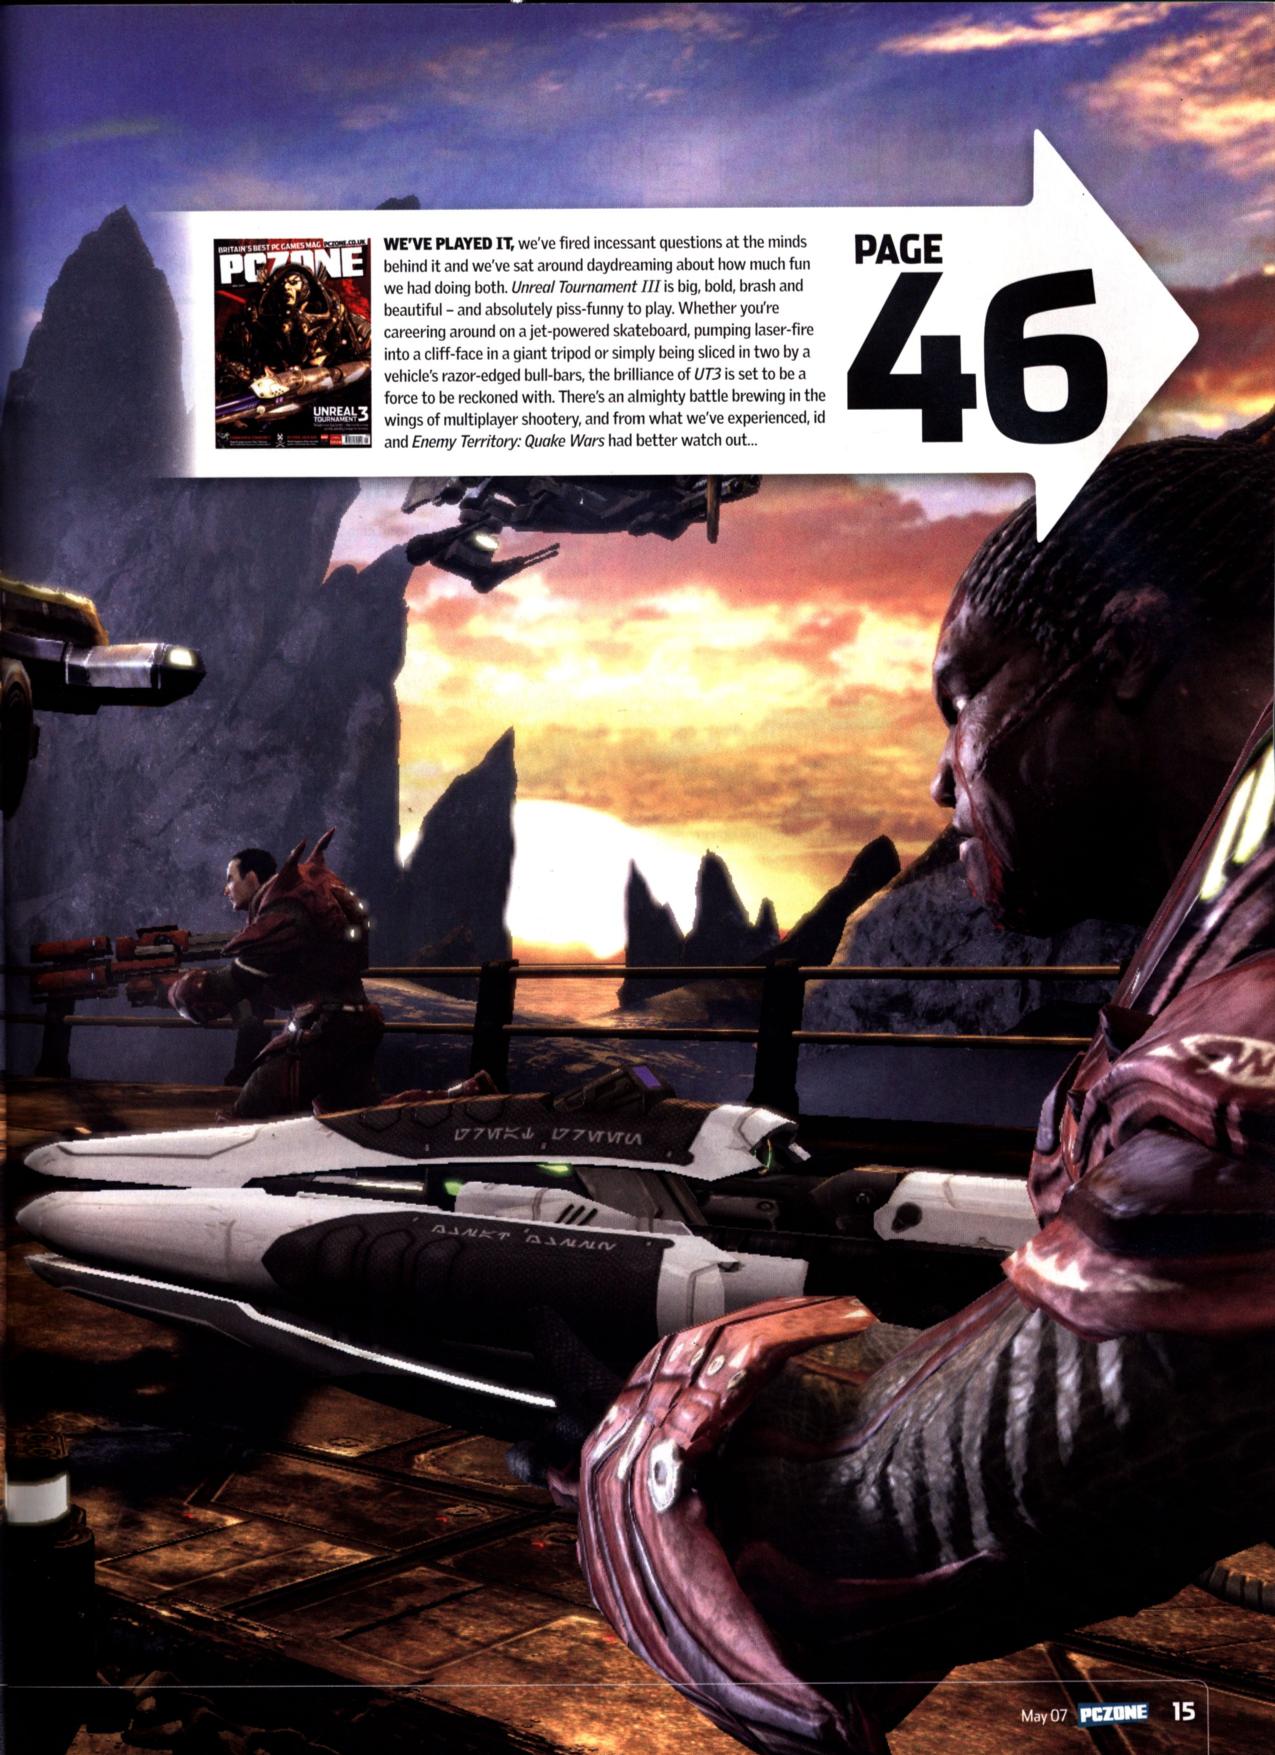 BRITAIN'S BEST PC GAMES MAG PCZONE.CO.UK
PCZONE
UNREAL
TOURNAMENT 3
WE'VE PLAYED IT, we've fired incessant questions at the minds
behind it and we've sat around daydreaming about how much fun
we had doing both. Unreal Tournament III is big, bold, brash and
beautiful – and absolutely piss-funny to play. Whether you're
careering around on a jet-powered skateboard, pumping laser-fire
into a cliff-face in a giant tripod or simply being sliced in two by a
vehicle's razor-edged bull-bars, the brilliance of UT3 is set to be a
force to be reckoned with. There's an almighty battle brewing in the
wings of multiplayer shootery, and from what we've experienced, id
and Enemy Territory: Quake Wars had better watch out...
PAGE
46
May 07 PCZONE 15